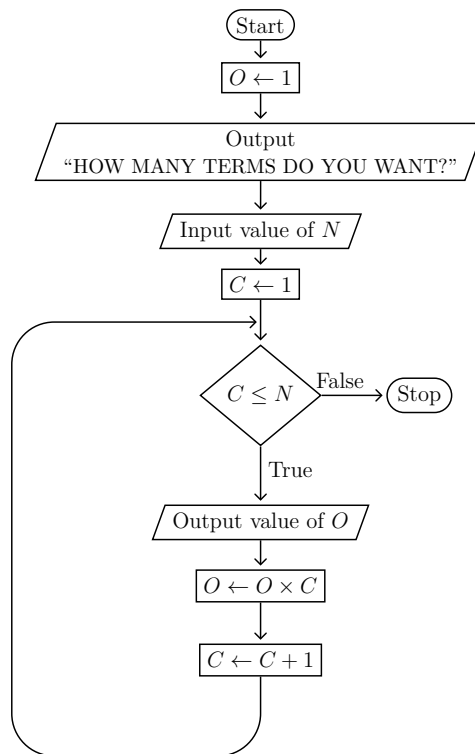 Start
O ← 1
Output
“HOW MANY TERMS DO YOU WANT?”
Input value of N
C ← 1
C ≤ N
False
Stop
True
Output value of O
O ← O × C
C ← C + 1